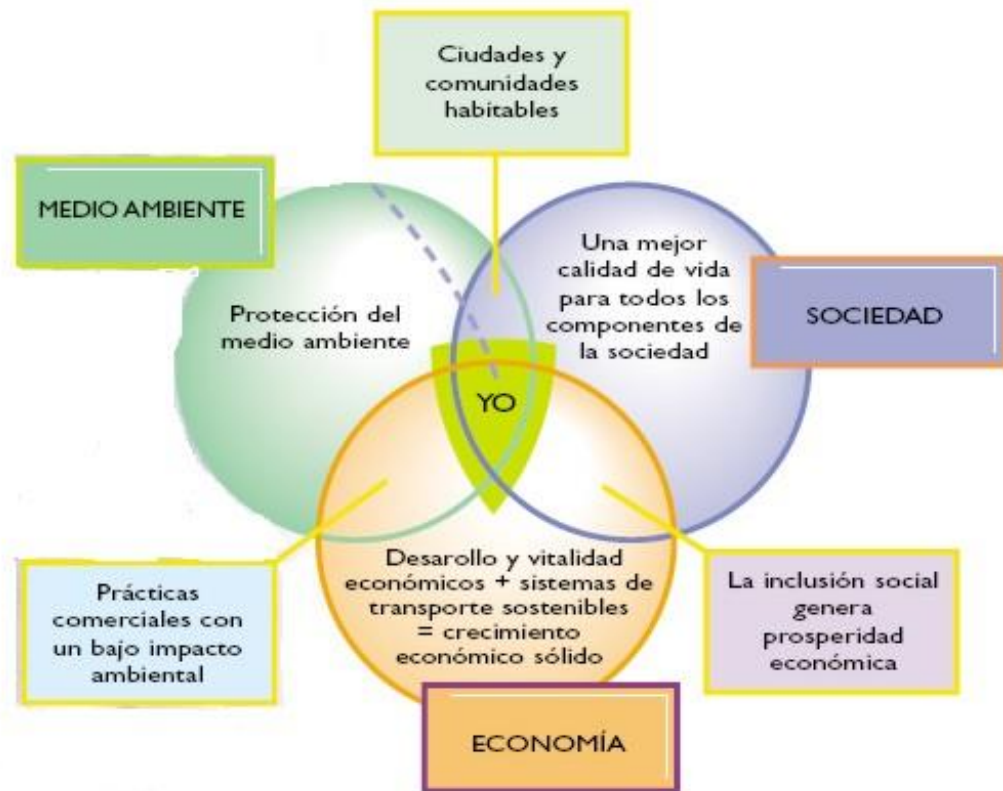 Ciudades y
comunidades
habitables
MEDIO AMBIENTE
Protección del
medio ambiente
Una mejor
calidad de vida
para todos los
componentes de
la sociedad
SOCIEDAD
YO
Desarollo y vitalidad
económicos + sistemas de
transporte sostenibles
= crecimiento
económico sólido
Prácticas
comerciales con
un bajo impacto
ambiental
La inclusión social
genera
prosperidad
económica
ECONOMÍA